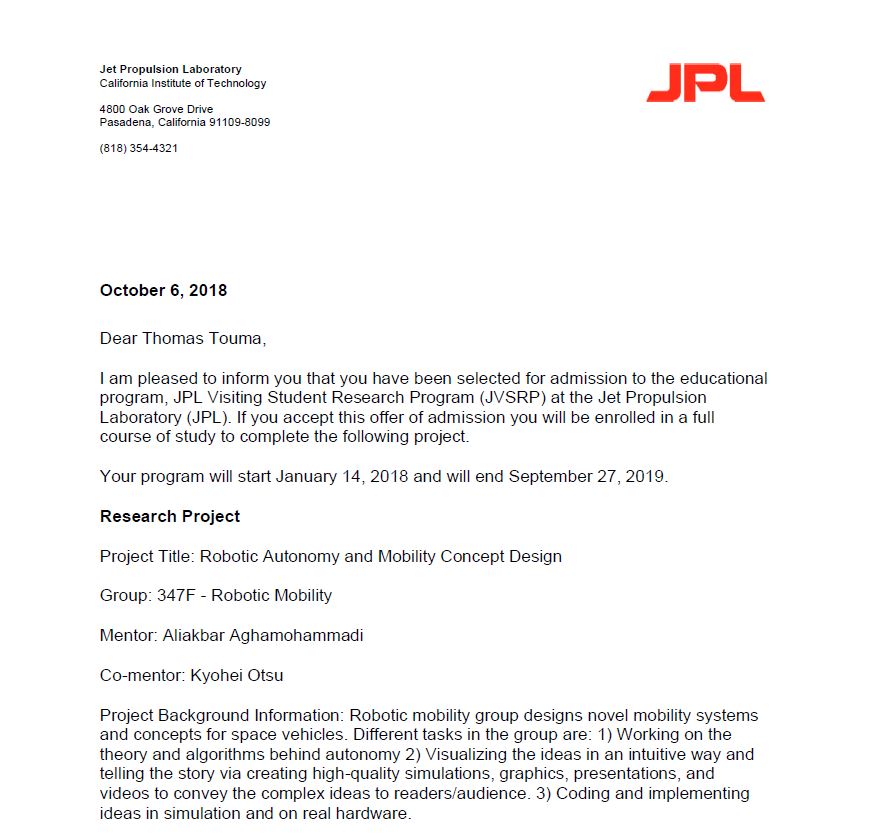 Jet Propulsion Laboratory
California Institute of Technology
JPL
4800 Oak Grove Drive
Pasadena, California 91109-8099
(818) 354-4321
October 6, 2018
Dear Thomas Touma,
I am pleased to inform you that you have been selected for admission to the educational
program, JPL Visiting Student Research Program (JVSRP) at the Jet Propulsion
Laboratory (JPL). If you accept this offer of admission you will be enrolled in a full
course of study to complete the following project.
Your program will start January 14, 2018 and will end September 27, 2019.
Research Project
Project Title: Robotic Autonomy and Mobility Concept Design
Group: 347F - Robotic Mobility
Mentor: Aliakbar Aghamohammadi
Co-mentor: Kyohei Otsu
Project Background Information: Robotic mobility group designs novel mobility systems
and concepts for space vehicles. Different tasks in the group are: 1) Working on the
theory and algorithms behind autonomy 2) Visualizing the ideas in an intuitive way and
telling the story via creating high-quality simulations, graphics, presentations, and
videos to convey the complex ideas to readers/audience. 3) Coding and implementing
ideas in simulation and on real hardware.